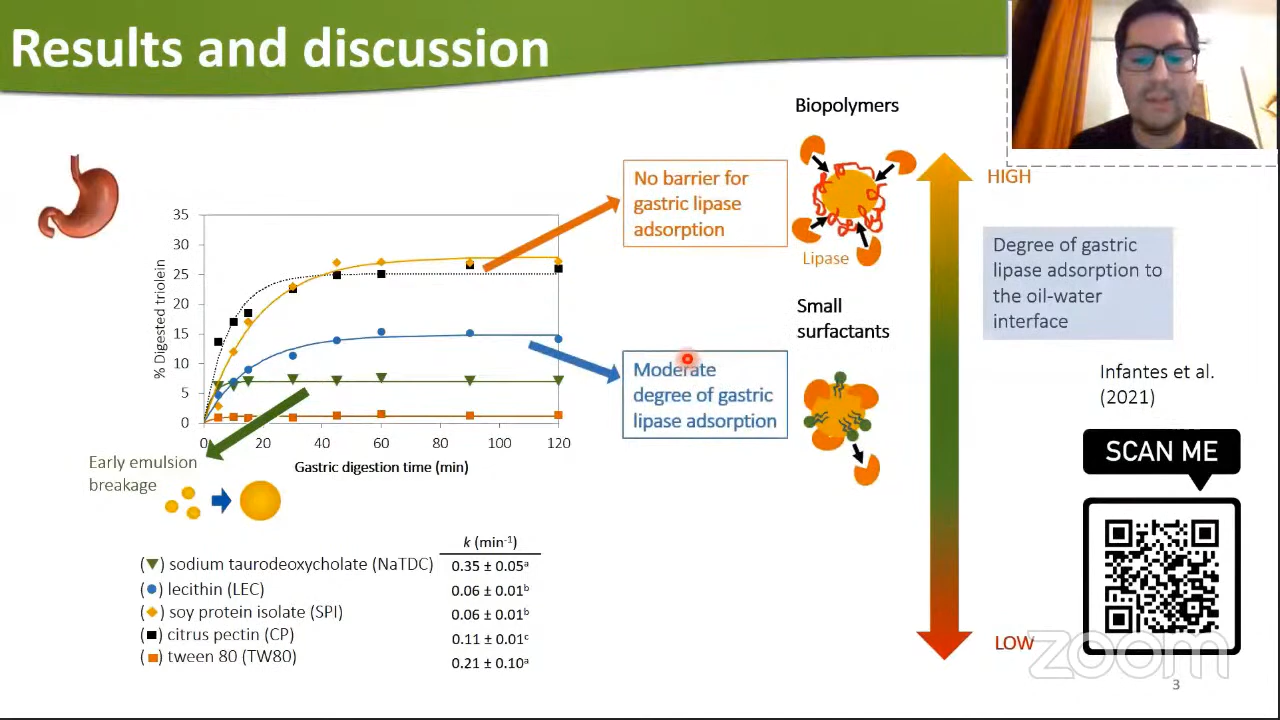 Results and discussion
Biopolymers
HIGH
No barrier for
gastric lipase
adsorption
Lipase
Degree of gastric
lipase adsorption to
the oil-water
interface
Small
surfactants
Moderate
degree of gastric
lipase adsorption
Infantes et al.
(2021)
SCAN ME
35
30
25
20
15
10
5
0
% Digested triolein
0 20 40 60 80 100 120
Gastric digestion time (min)
Early emulsion
breakage
k (min-1)
(▼) sodium taurodeoxycholate (NaTDC) 0.35 ± 0.05ᵃ
(●) lecithin (LEC) 0.06 ± 0.01ᵇ
(◆) soy protein isolate (SPI) 0.06 ± 0.01ᵇ
(■) citrus pectin (CP) 0.11 ± 0.01ᶜ
(■) tween 80 (TW80) 0.21 ± 0.10ᵃ
LOW
zoom
3